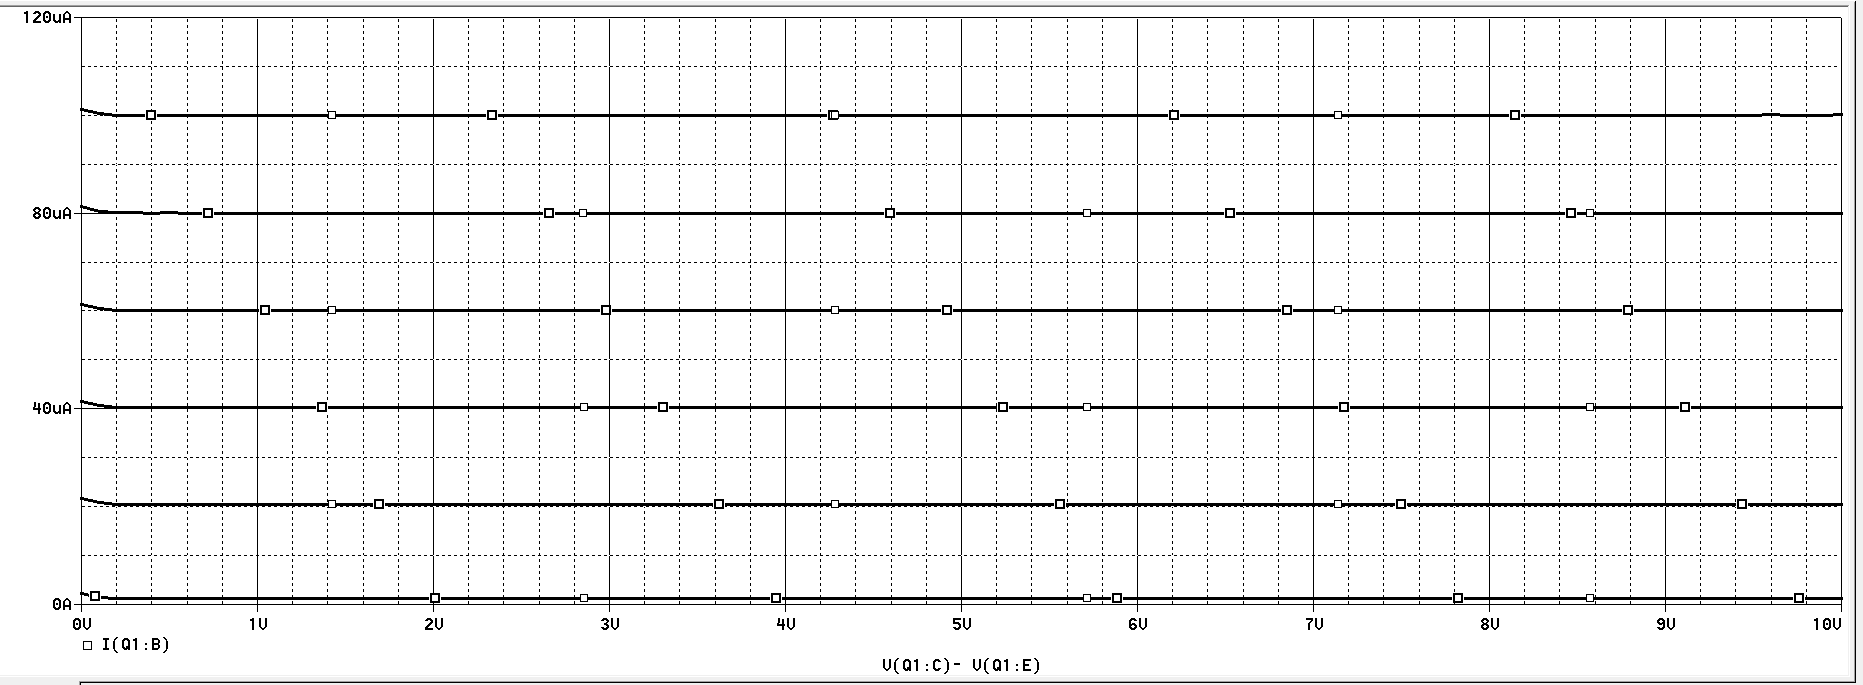 120uA
80uA
40uA
0A
0V 1V 2V 3V 4V 5V 6V 7V 8V 9V 10V
I(Q1:B)
V(Q1:C)- V(Q1:E)